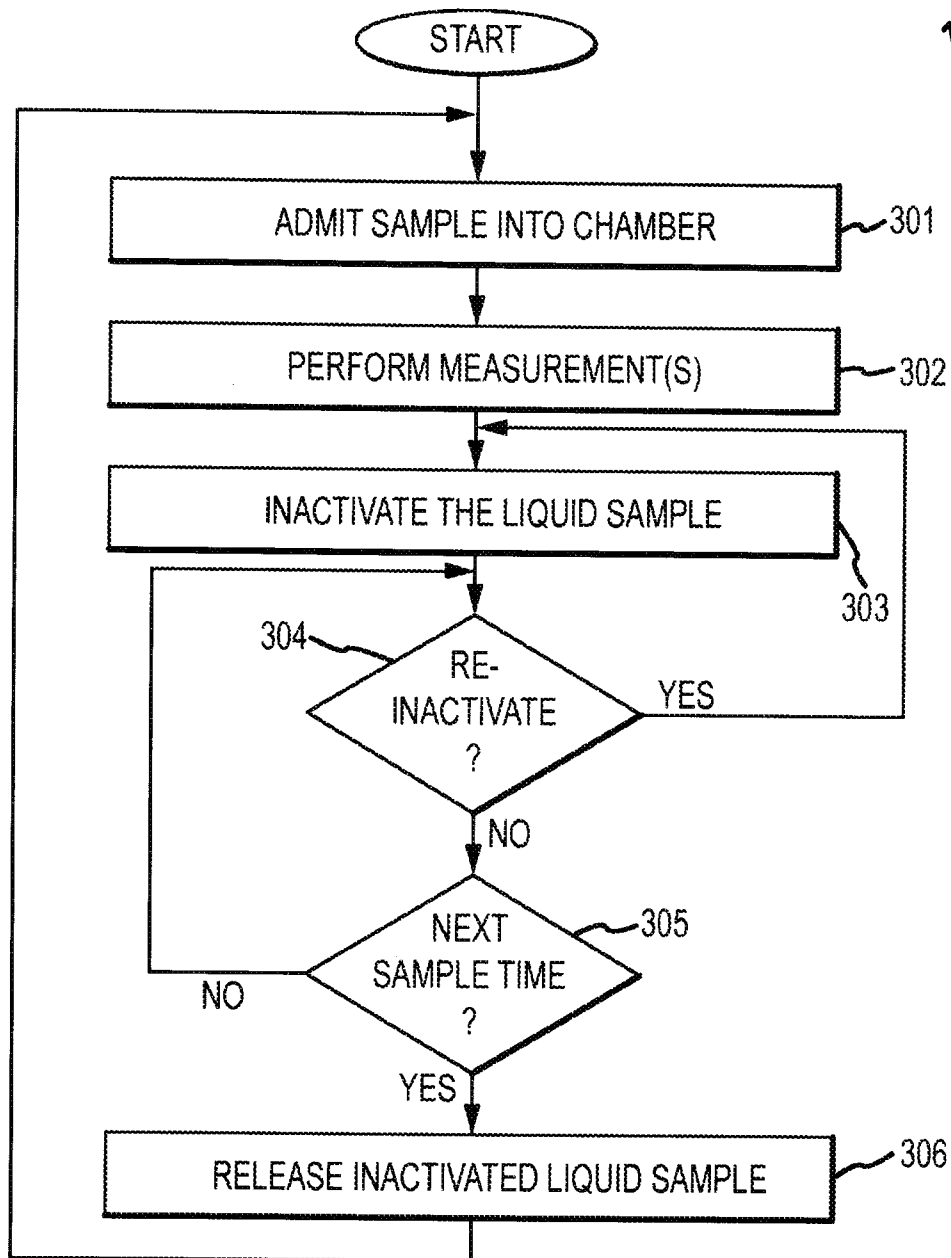 START
ADMIT SAMPLE INTO CHAMBER
301
PERFORM MEASUREMENT(S)
302
INACTIVATE THE LIQUID SAMPLE
303
304
RE-
INACTIVATE
?
YES
NO
NEXT
SAMPLE TIME
?
305
NO
YES
RELEASE INACTIVATED LIQUID SAMPLE
306